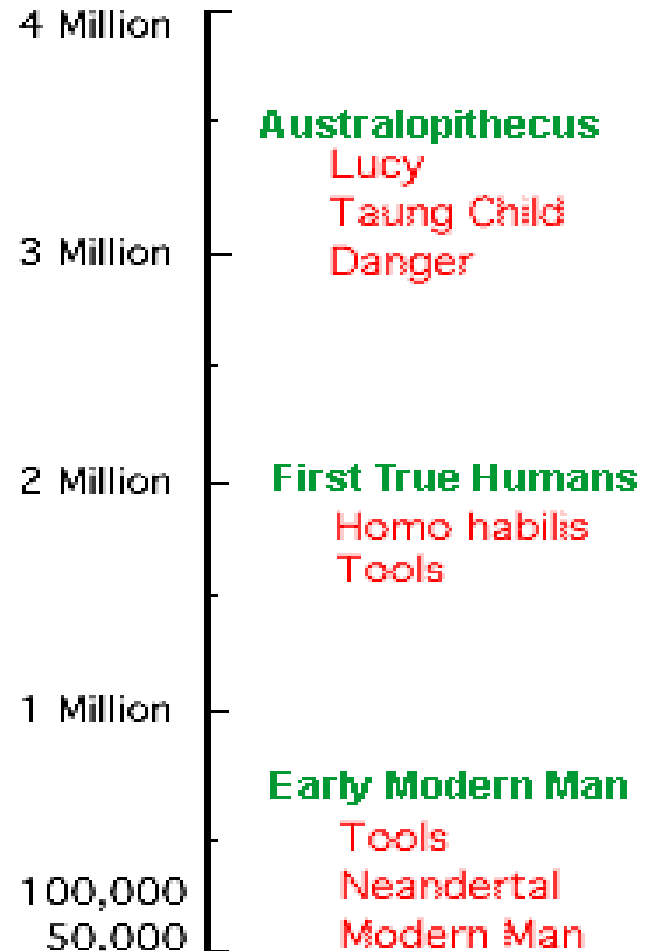 4 Million
Australopithecus
Lucy
Taung Child
3 Million
Danger
2 Million
First True Humans
Homo habilis
Tools
1 Million
Early Modern Man
Tools
100,000
Neandertal
50,000
Modern Man